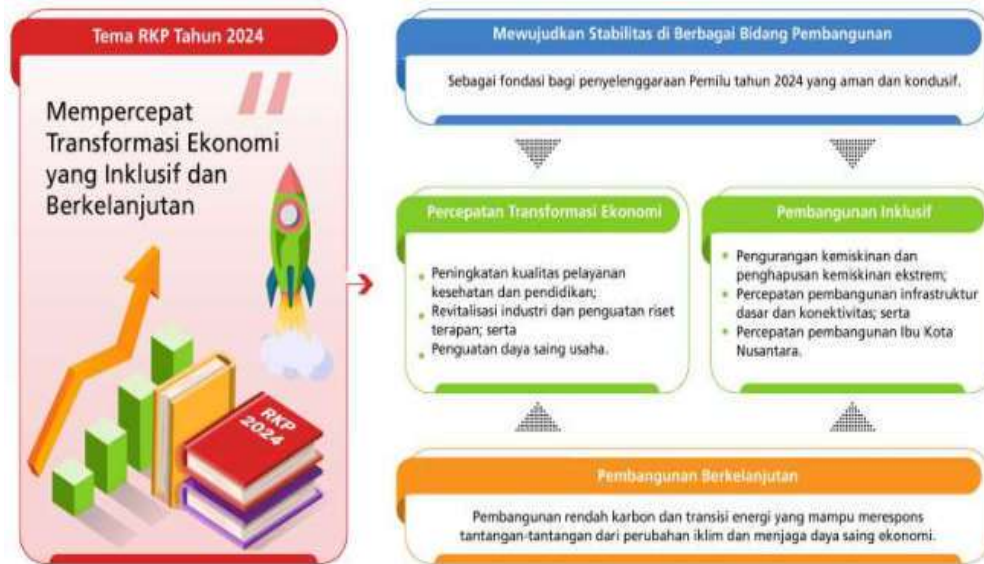 Tema RKP Tahun 2024
Mempercepat
Transformasi Ekonomi
yang Inklusif dan
Berkelanjutan
RKP
2024
Mewujudkan Stabilitas di Berbagai Bidang Pembangunan
Sebagai fondasi bagi penyelenggaraan Pemilu tahun 2024 yang aman dan kondusif.
Percepatan Transformasi Ekonomi
• Peningkatan kualitas pelayanan
kesehatan dan pendidikan;
• Revitalisasi industri dan penguatan riset
terapan; serta
• Penguatan daya saing usaha.
Pembangunan Inklusif
• Pengurangan kemiskinan dan
penghapusan kemiskinan ekstrem;
• Percepatan pembangunan infrastruktur
dasar dan konektivitas; serta
• Percepatan pembangunan Ibu Kota
Nusantara.
Pembangunan Berkelanjutan
Pembangunan rendah karbon dan transisi energi yang mampu merespons
tantangan-tantangan dari perubahan iklim dan menjaga daya saing ekonomi.